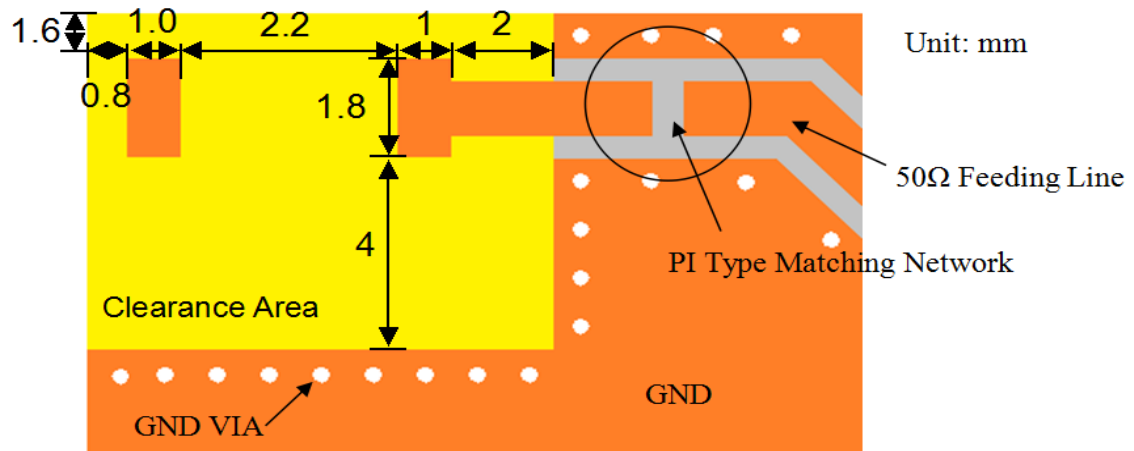 1.6
1.0
2.2
1
2
Unit: mm
0.8
1.8
50Ω Feeding Line
4
PI Type Matching Network
Clearance Area
GND
GND VIA